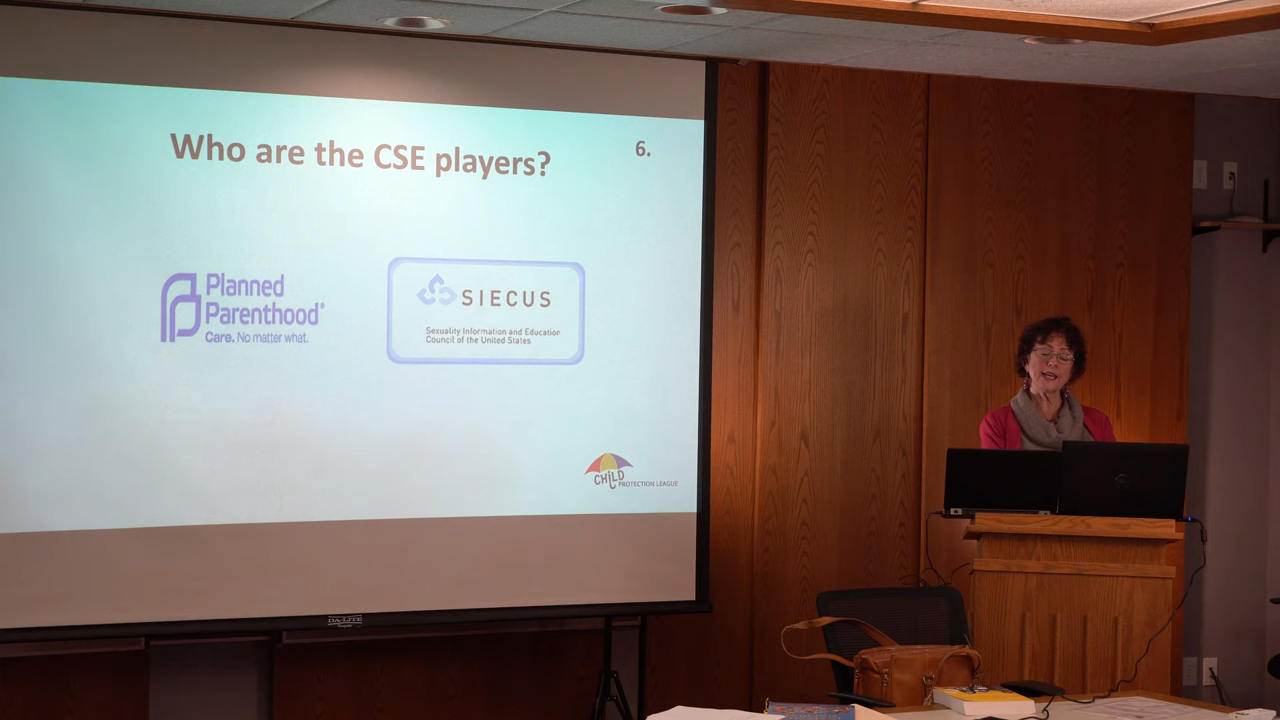 Who are the CSE players?
6.
Planned
Parenthood®
Care. No matter what.
SIECUS
Sexuality Information and Education
Council of the United States
CHiLD
PROTECTION LEAGUE
DA-LITE